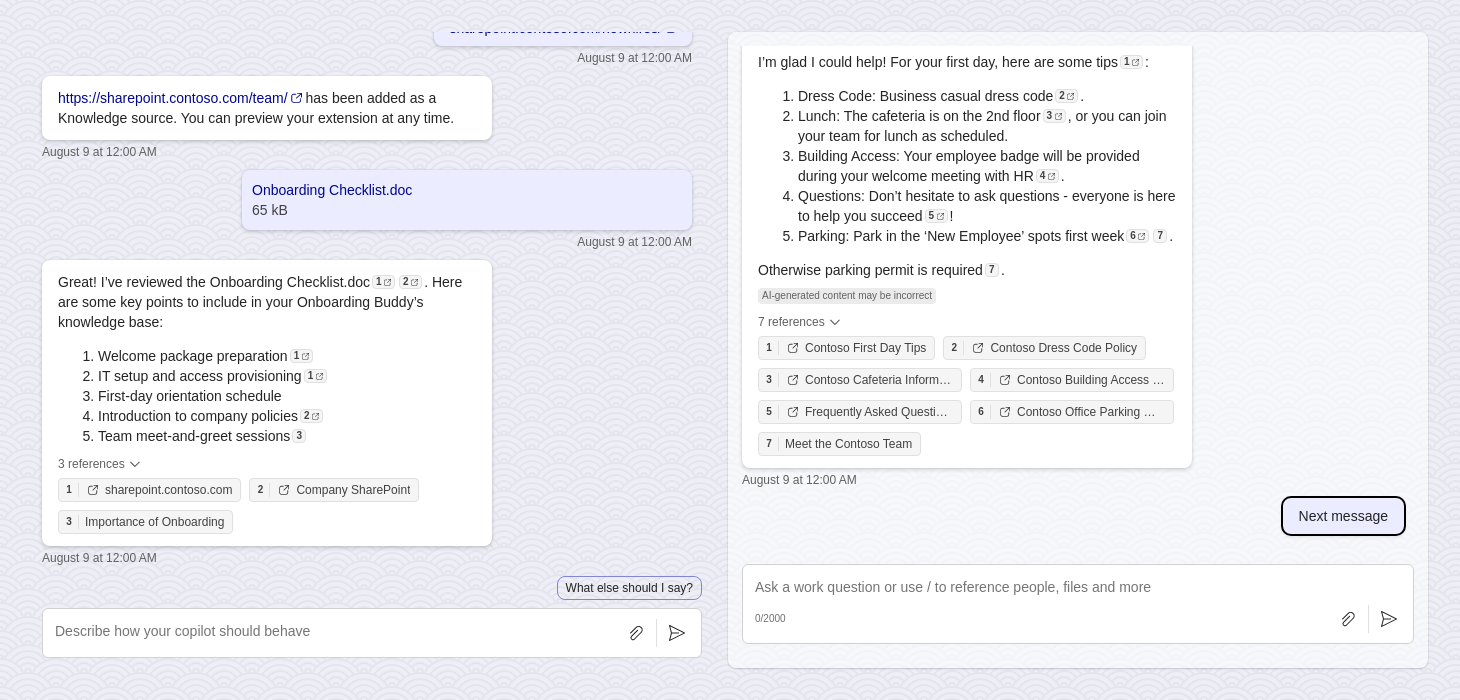 August 9 at 12:00 AM
https://sharepoint.contoso.com/team/ has been added as a
Knowledge source. You can preview your extension at any time.
August 9 at 12:00 AM
Onboarding Checklist.doc
65 kB
August 9 at 12:00 AM
Great! I’ve reviewed the Onboarding Checklist.doc 1 2 . Here
are some key points to include in your Onboarding Buddy’s
knowledge base:
1. Welcome package preparation 1
2. IT setup and access provisioning 1
3. First-day orientation schedule
4. Introduction to company policies 2
5. Team meet-and-greet sessions 3
3 references
1 sharepoint.contoso.com 2 Company SharePoint
3 Importance of Onboarding
August 9 at 12:00 AM
What else should I say?
Describe how your copilot should behave
I’m glad I could help! For your first day, here are some tips 1 :
1. Dress Code: Business casual dress code 2 .
2. Lunch: The cafeteria is on the 2nd floor 3 , or you can join
your team for lunch as scheduled.
3. Building Access: Your employee badge will be provided
during your welcome meeting with HR 4 .
4. Questions: Don’t hesitate to ask questions - everyone is here
to help you succeed 5 !
5. Parking: Park in the ‘New Employee’ spots first week 6 7 .
Otherwise parking permit is required 7 .
AI-generated content may be incorrect
7 references
1 Contoso First Day Tips 2 Contoso Dress Code Policy
3 Contoso Cafeteria Inform… 4 Contoso Building Access …
5 Frequently Asked Questi… 6 Contoso Office Parking …
7 Meet the Contoso Team
August 9 at 12:00 AM
Next message
Ask a work question or use / to reference people, files and more
0/2000